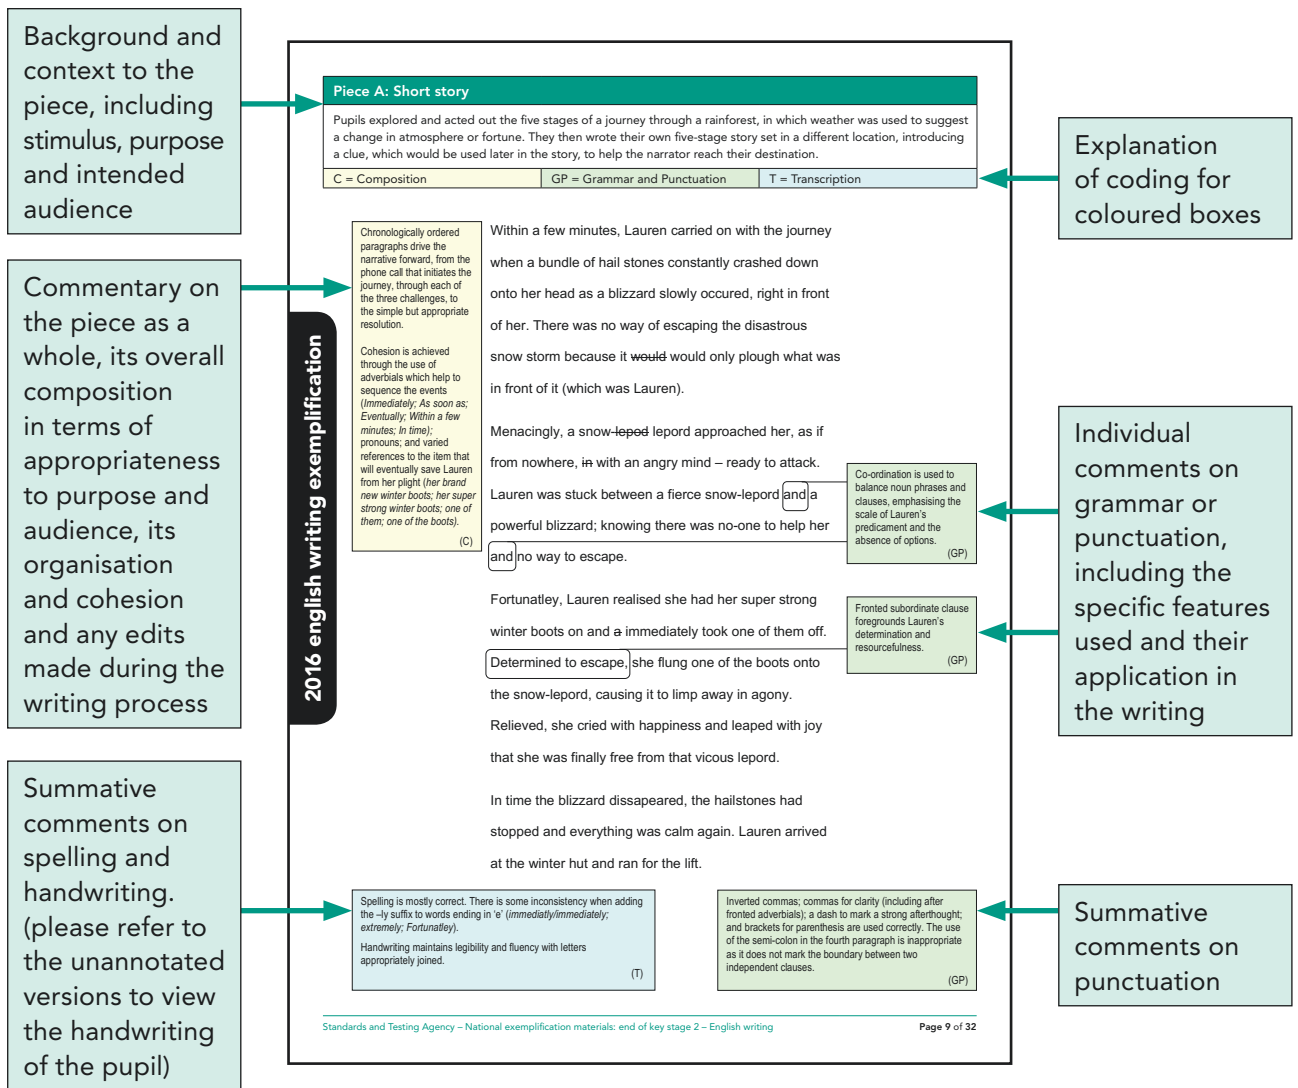 Background and
context to the
piece, including
stimulus, purpose
and intended
audience
Commentary on
the piece as a
whole, its overall
composition
in terms of
appropriateness
to purpose and
audience, its
organisation
and cohesion
and any edits
made during the
writing process
Summative
comments on
spelling and
handwriting.
(please refer to
the unannotated
versions to view
the handwriting
of the pupil)
2016 english writing exemplification
Piece A: Short story
Pupils explored and acted out the five stages of a journey through a rainforest, in which weather was used to suggest
a change in atmosphere or fortune. They then wrote their own five-stage story set in a different location, introducing
a clue, which would be used later in the story, to help the narrator reach their destination.
C = Composition
GP = Grammar and Punctuation
T = Transcription
Chronologically ordered
paragraphs drive the
narrative forward, from the
phone call that initiates the
journey, through each of
the three challenges, to
the simple but appropriate
resolution.
Cohesion is achieved
through the use of
adverbials which help to
sequence the events
(Immediately; As soon as;
Eventually; Within a few
minutes; In time);
pronouns; and varied
references to the item that
will eventually save Lauren
from her plight (her brand
new winter boots; her super
strong winter boots; one of
them; one of the boots).
(C)
Within a few minutes, Lauren carried on with the journey
when a bundle of hail stones constantly crashed down
onto her head as a blizzard slowly occured, right in front
of her. There was no way of escaping the disastrous
snow storm because it would would only plough what was
in front of it (which was Lauren).
Menacingly, a snow-lepod lepord approached her, as if
from nowhere, in with an angry mind – ready to attack.
Lauren was stuck between a fierce snow-lepord and a
powerful blizzard; knowing there was no-one to help her
and no way to escape.
Fortunatley, Lauren realised she had her super strong
winter boots on and a immediately took one of them off.
Determined to escape, she flung one of the boots onto
the snow-lepord, causing it to limp away in agony.
Relieved, she cried with happiness and leaped with joy
that she was finally free from that vicous lepord.
In time the blizzard dissapeared, the hailstones had
stopped and everything was calm again. Lauren arrived
at the winter hut and ran for the lift.
Co-ordination is used to
balance noun phrases and
clauses, emphasising the
scale of Lauren's
predicament and the
absence of options.
(GP)
Fronted subordinate clause
foregrounds Lauren's
determination and
resourcefulness.
(GP)
Spelling is mostly correct. There is some inconsistency when adding
the –ly suffix to words ending in 'e' (immediatly/immediately;
extremely; Fortunatley).
Handwriting maintains legibility and fluency with letters
appropriately joined.
(T)
Inverted commas; commas for clarity (including after
fronted adverbials); a dash to mark a strong afterthought;
and brackets for parenthesis are used correctly. The use
of the semi-colon in the fourth paragraph is inappropriate
as it does not mark the boundary between two
independent clauses.
(GP)
Standards and Testing Agency – National exemplification materials: end of key stage 2 – English writing
Page 9 of 32
Explanation
of coding for
coloured boxes
Individual
comments on
grammar or
punctuation,
including the
specific features
used and their
application in
the writing
Summative
comments on
punctuation